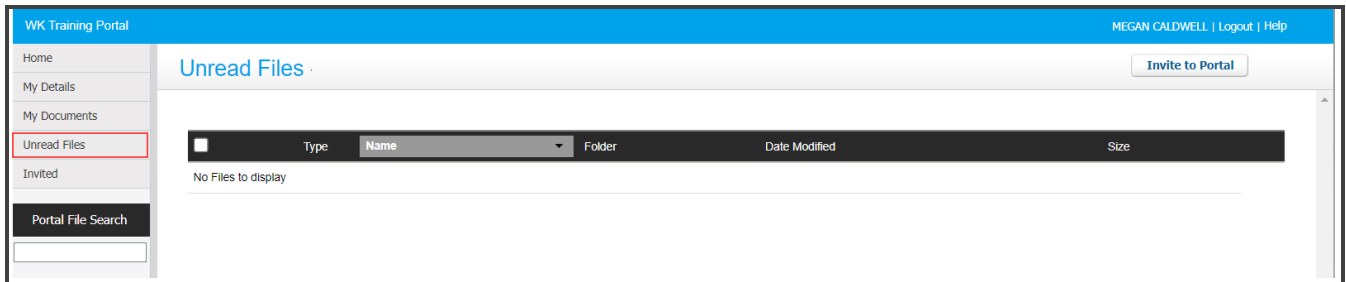 WK Training Portal
MEGAN CALDWELL | Logout | Help
Home
My Details
My Documents
Unread Files
Invited
Portal File Search
Unread Files
Invite to Portal
Type Name Folder Date Modified Size
No Files to display